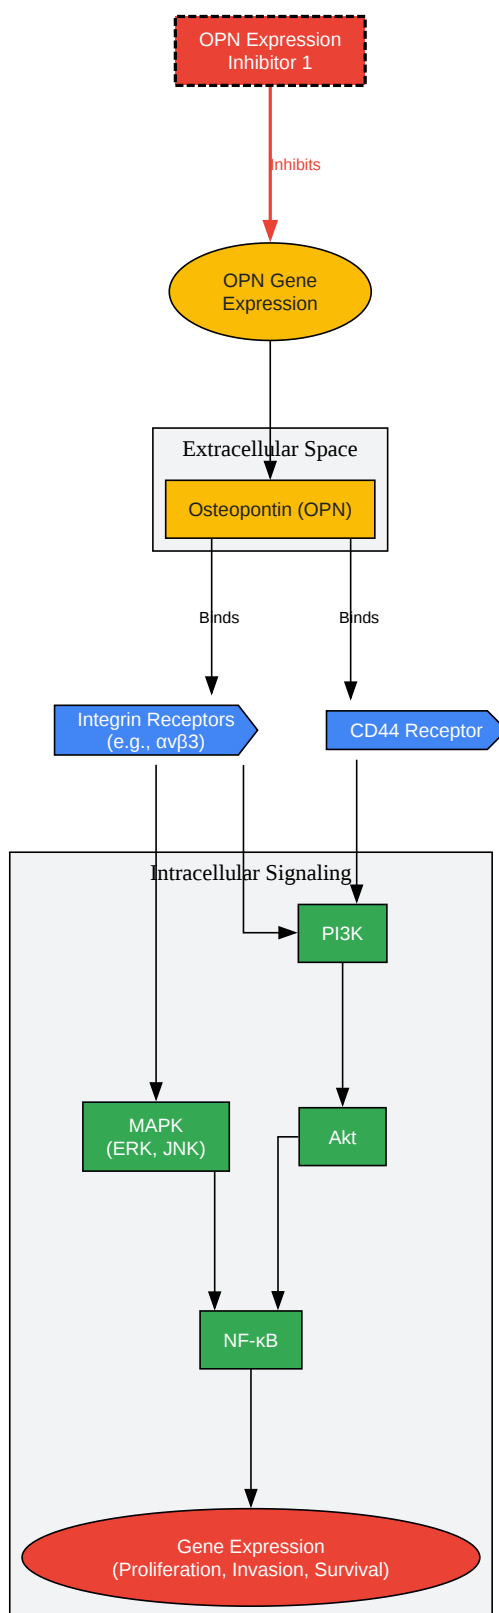 OPN Expression
Inhibitor 1
Inhibits
OPN Gene
Expression
Extracellular Space
Osteopontin (OPN)
Binds
Binds
Integrin Receptors
(e.g., αvβ3)
CD44 Receptor
Intracellular Signaling
PI3K
MAPK
(ERK, JNK)
Akt
NF-κB
Gene Expression
(Proliferation, Invasion, Survival)